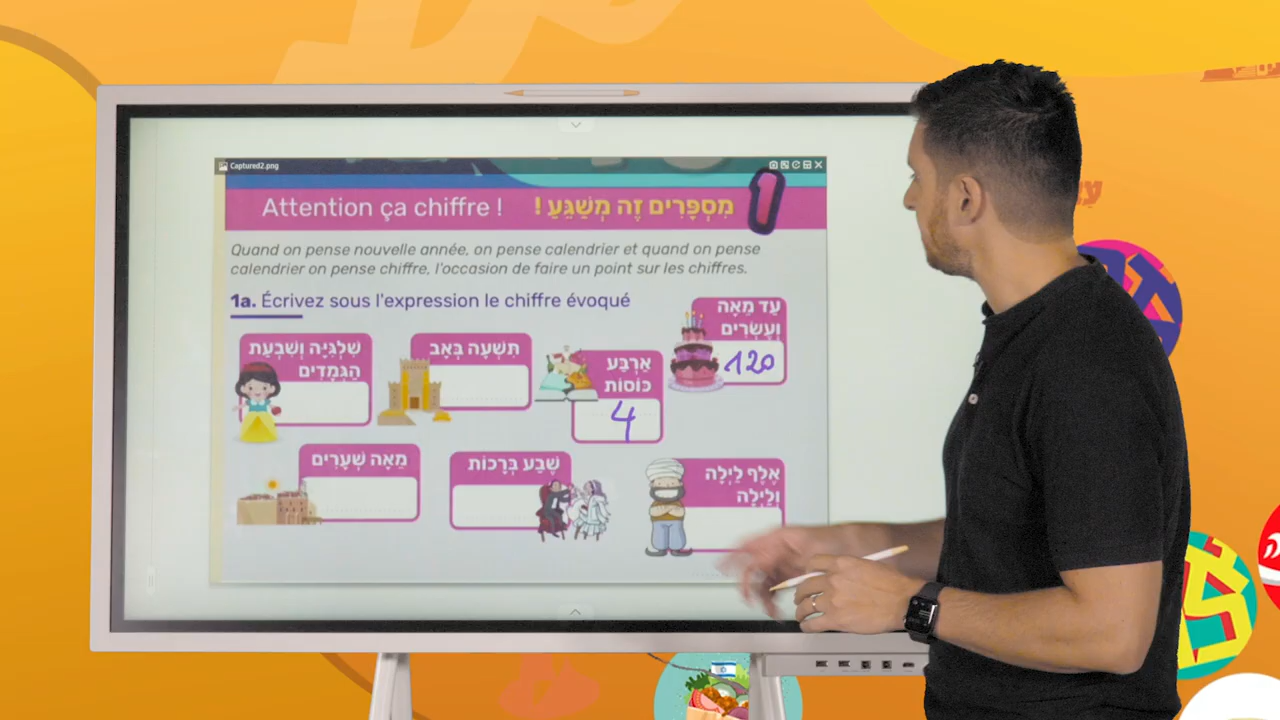 Captured2.png
Attention ça chiffre !
מִסְפָּרִים זֶה מְשַׁגֵּעַ !
1
Quand on pense nouvelle année, on pense calendrier et quand on pense
calendrier on pense chiffre, l'occasion de faire un point sur les chiffres.
1a. Écrivez sous l'expression le chiffre évoqué
עַד מֵאָה
וְעֶשְׂרִים
120
אַרְבַּע
כּוֹסוֹת
4
תִּשְׁעָה בְּאָב
שִׁלְגִּיָּה וְשִׁבְעַת
הַגַּמָּדִים
אֶלֶף לַיְלָה
וְלַיְלָה
שֶׁבַע בְּרָכוֹת
מֵאָה שְׁעָרִים